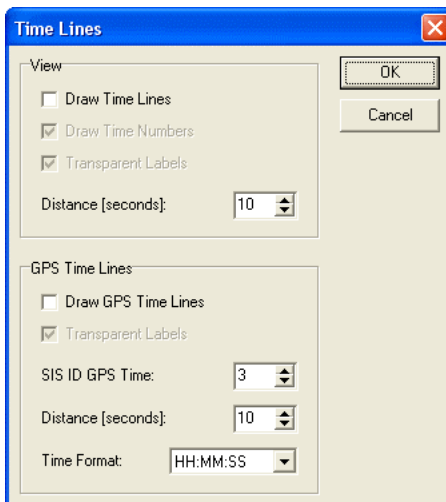 Time Lines
View
Draw Time Lines
Draw Time Numbers
Transparent Labels
Distance [seconds]: 10
OK
Cancel
GPS Time Lines
Draw GPS Time Lines
Transparent Labels
SIS ID GPS Time: 3
Distance [seconds]: 10
Time Format: HH:MM:SS